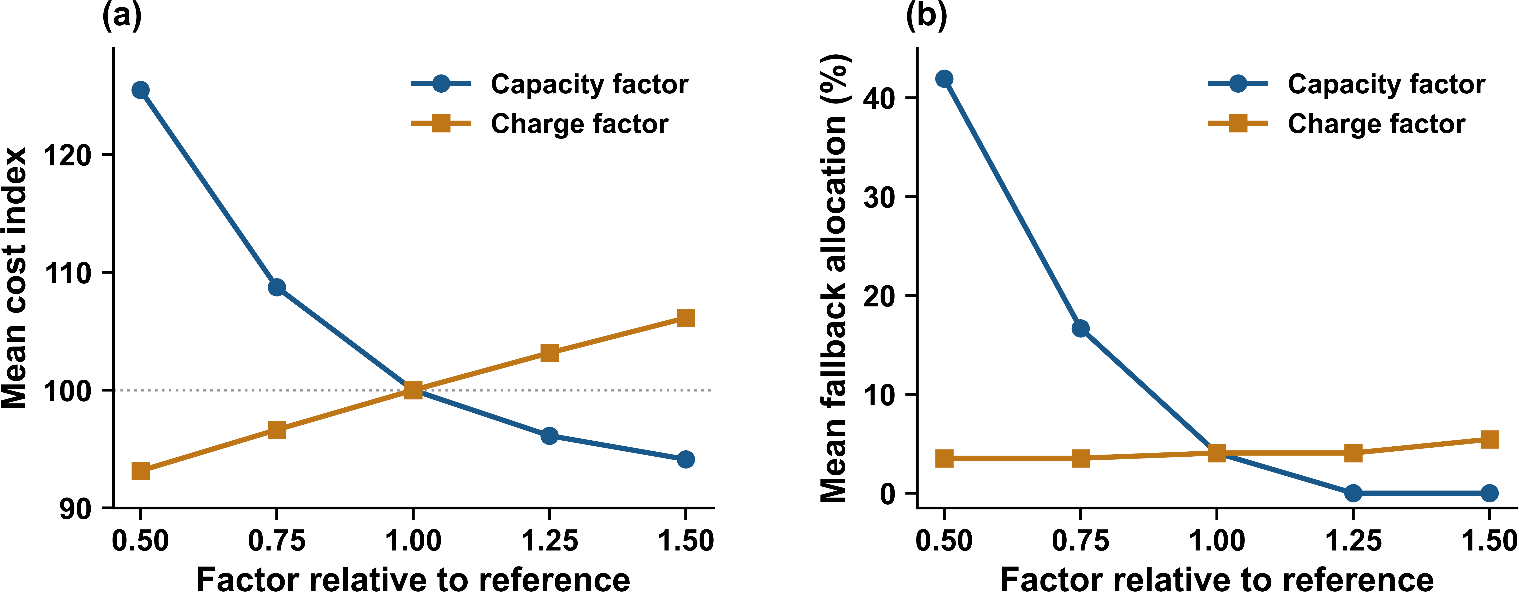 (a)
Mean cost index
120
110
100
90
Capacity factor
Charge factor
0.50 0.75 1.00 1.25 1.50
Factor relative to reference
(b)
Mean fallback allocation (%)
40
30
20
10
0
Capacity factor
Charge factor
0.50 0.75 1.00 1.25 1.50
Factor relative to reference